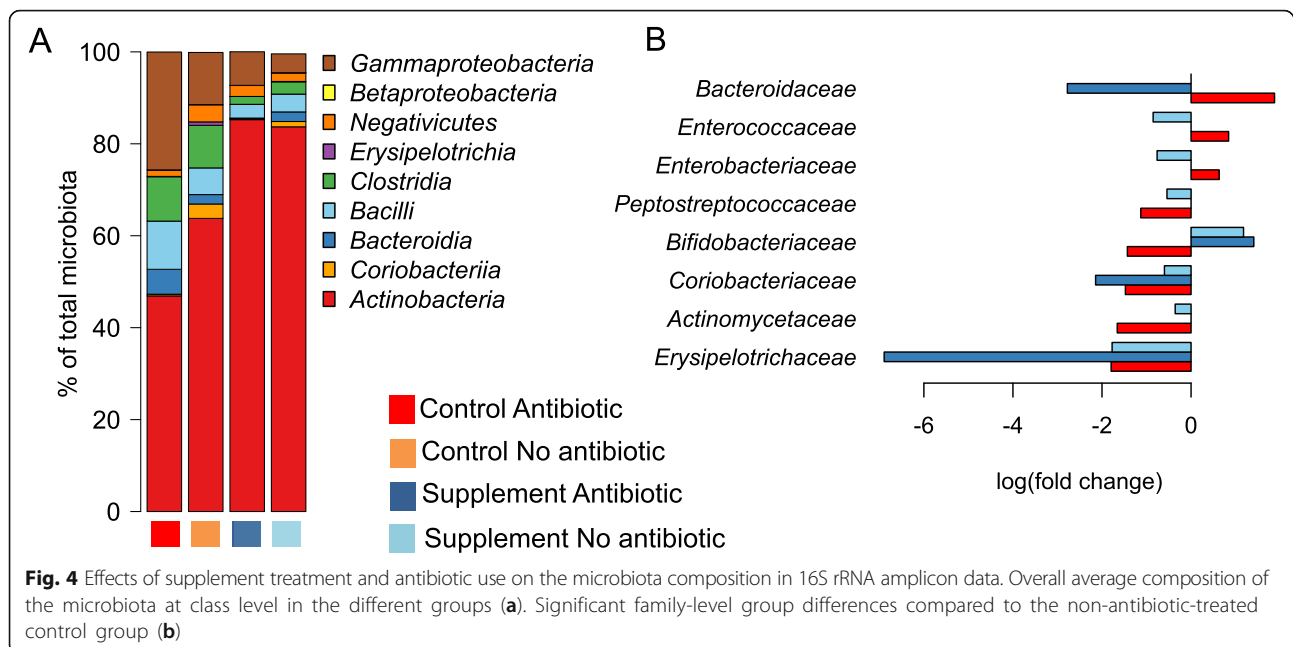 A
B
100
80
60
40
20
0
% of total microbiota
Gammaproteobacteria
Betaproteobacteria
Negativicutes
Erysipelotrichia
Clostridia
Bacilli
Bacteroidia
Coriobacteriia
Actinobacteria
Control Antibiotic
Control No antibiotic
Supplement Antibiotic
Supplement No antibiotic
Bacteroidaceae
Enterococcaceae
Enterobacteriaceae
Peptostreptococcaceae
Bifidobacteriaceae
Coriobacteriaceae
Actinomycetaceae
Erysipelotrichaceae
-6 -4 -2 0
log(fold change)
Fig. 4 Effects of supplement treatment and antibiotic use on the microbiota composition in 16S rRNA amplicon data. Overall average composition of
the microbiota at class level in the different groups (a). Significant family-level group differences compared to the non-antibiotic-treated
control group (b)